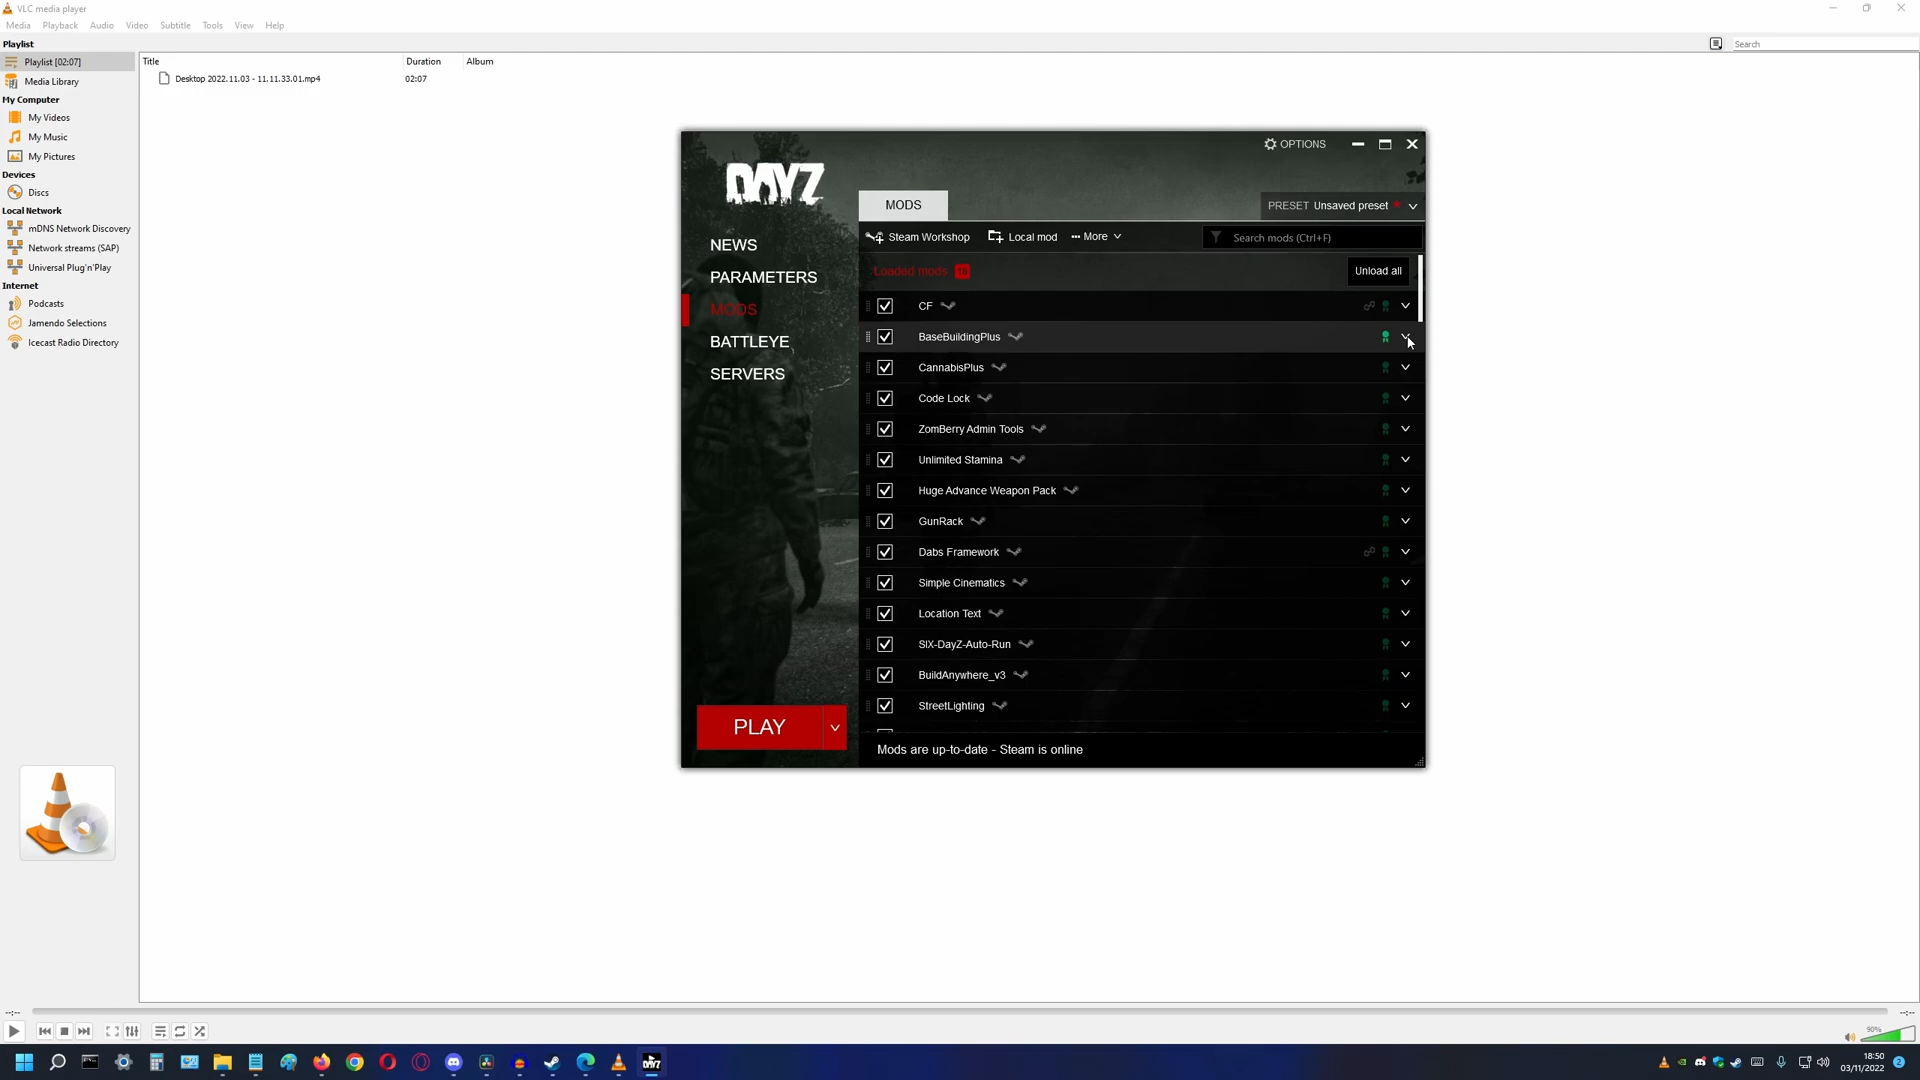 VLC media player
Media Playback Audio Video Subtitle Tools View Help
Playlist
Search
Playlist [02:07]
Media Library
My Computer
My Videos
My Music
My Pictures
Devices
Discs
Local Network
mDNS Network Discovery
Network streams (SAP)
Universal Plug'n'Play
Internet
Podcasts
Jamendo Selections
Icecast Radio Directory
Title Duration Album
Desktop 2022.11.03 - 11.11.33.01.mp4 02:07
OPTIONS
DAYZ
MODS
PRESET Unsaved preset *
NEWS
PARAMETERS
MODS
BATTLEYE
SERVERS
Steam Workshop Local mod ··· More
Search mods (Ctrl+F)
Loaded mods
Unload all
CF
BaseBuildingPlus
CannabisPlus
Code Lock
ZomBerry Admin Tools
Unlimited Stamina
Huge Advance Weapon Pack
GunRack
Dabs Framework
Simple Cinematics
Location Text
SIX-DayZ-Auto-Run
BuildAnywhere_v3
StreetLighting
PLAY
Mods are up-to-date - Steam is online
--:-- --:--
90%
DAYZ
18:50
03/11/2022
2